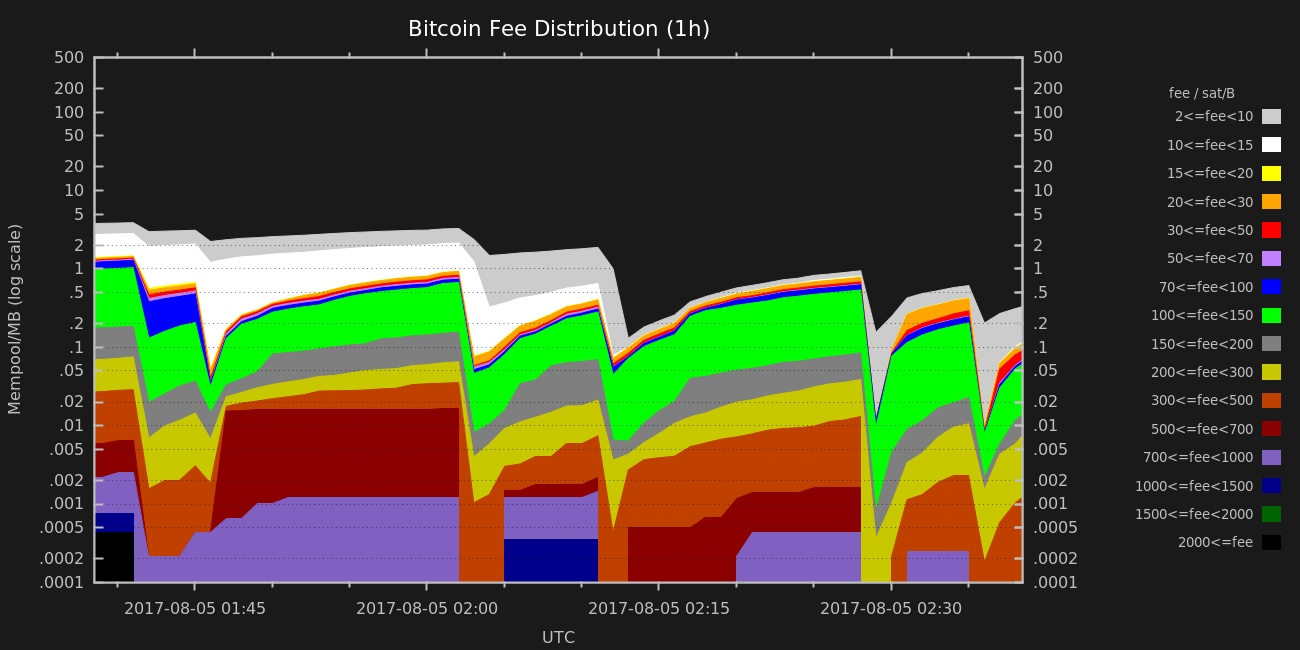 Bitcoin Fee Distribution (1h)
500 500
200 200
100 100
50 50
20 20
10 10
5 5
2 2
1 1
.5 .5
.2 .2
.1 .1
.05 .05
.02 .02
.01 .01
.005 .005
.002 .002
.001 .001
.0005 .0005
.0002 .0002
.0001 .0001
Mempool/MB (log scale)
2017-08-05 01:45 2017-08-05 02:00 2017-08-05 02:15 2017-08-05 02:30
UTC
fee / sat/B
2<=fee<10
10<=fee<15
15<=fee<20
20<=fee<30
30<=fee<50
50<=fee<70
70<=fee<100
100<=fee<150
150<=fee<200
200<=fee<300
300<=fee<500
500<=fee<700
700<=fee<1000
1000<=fee<1500
1500<=fee<2000
2000<=fee